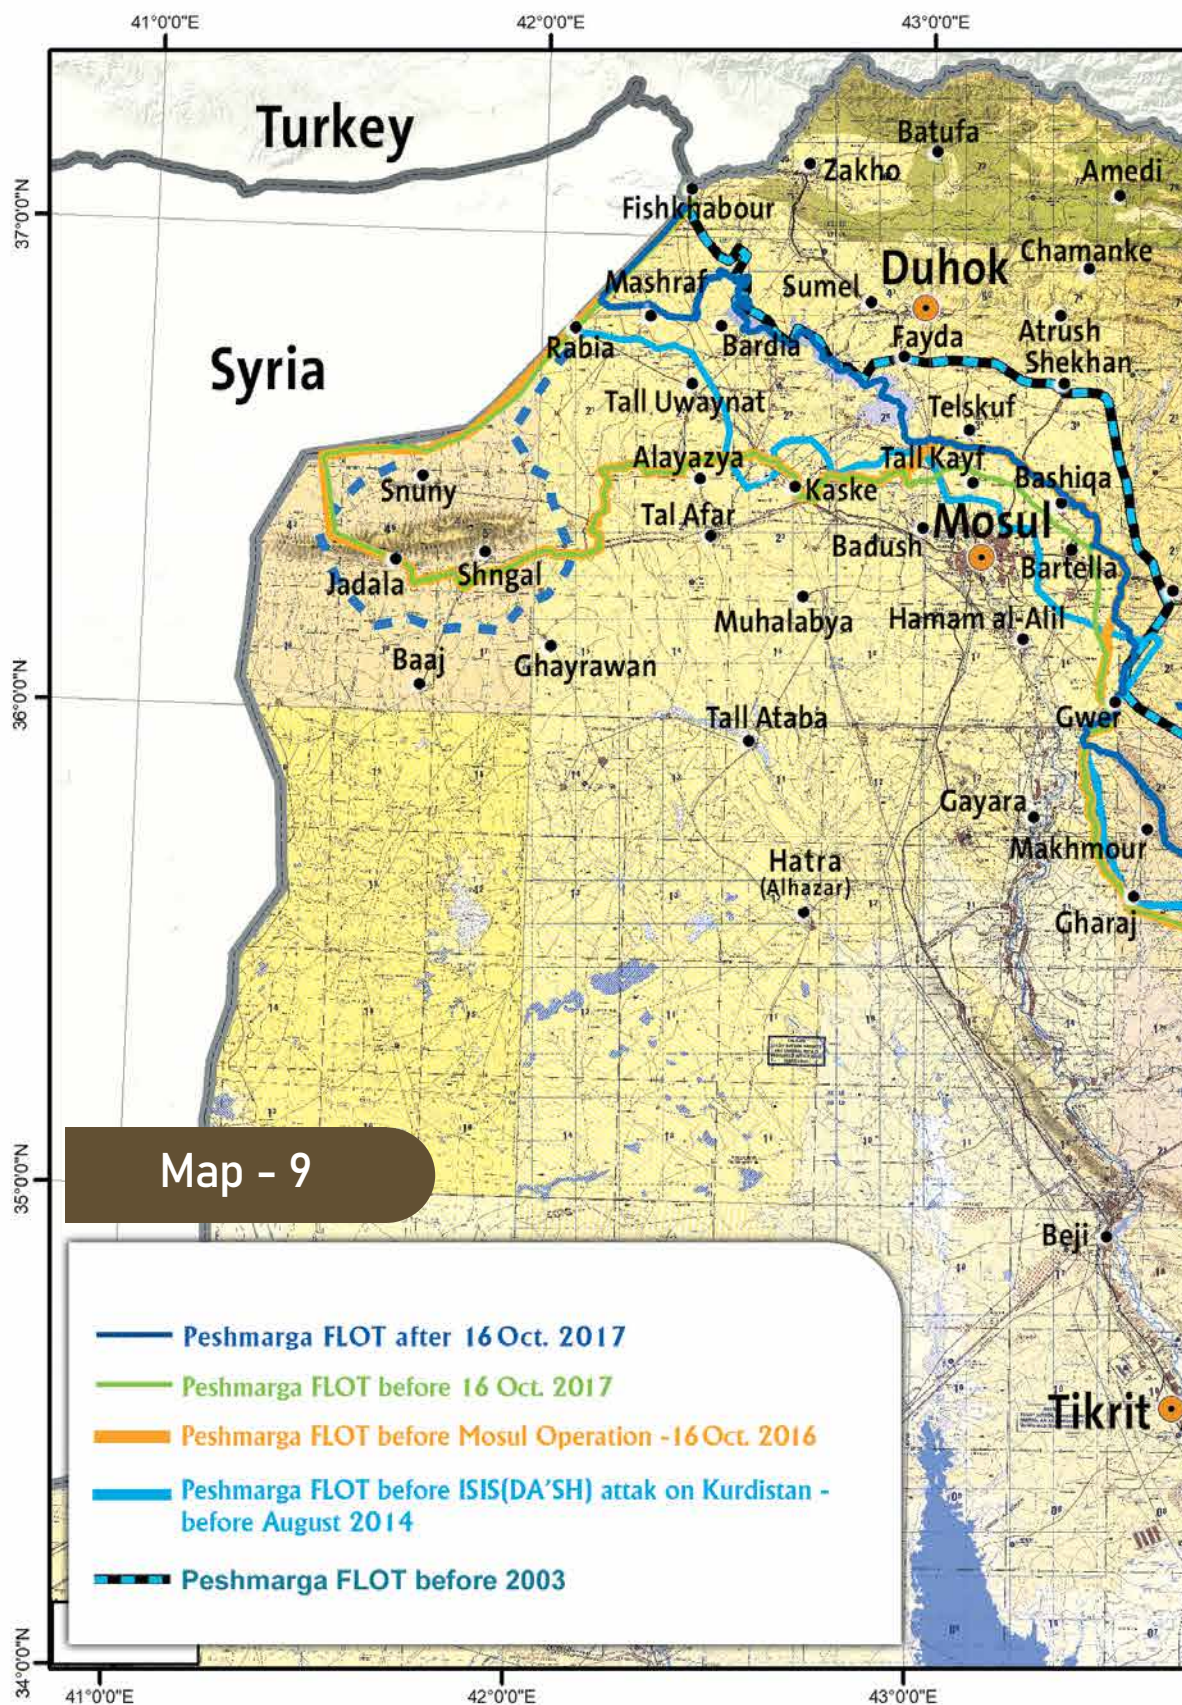 41°0'0"E
42°0'0"E
43°0'0"E
Turkey
Batufa
Zakho
Amedi
37°0'0"N
Fishkhabour
Chamanke
Duhok
Mashraf
Sumel
Rabia
Bardia
Fayda
Atrush
Syria
Shekhan
Tall Uwaynat
Telskuf
Alayazya
Tall Kayf
Snuny
Kaske
Bashiqa
Tal Afar
Mosul
Badush
Jadala
Shngal
Bartella
Muhalabya
Hamam al-Alil
Baaj
Ghayrawan
36°0'0"N
Tall Ataba
Gwer
Gayara
Makhmour
Hatra
(Alhazar)
Gharaj
35°0'0"N
Map - 9
Beji
Peshmarga FLOT after 16 Oct. 2017
Peshmarga FLOT before 16 Oct. 2017
Tikrit
Peshmarga FLOT before Mosul Operation -16 Oct. 2016
Peshmarga FLOT before ISIS(DA'SH) attak on Kurdistan -
before August 2014
Peshmarga FLOT before 2003
34°0'0"N
41°0'0"E
42°0'0"E
43°0'0"E